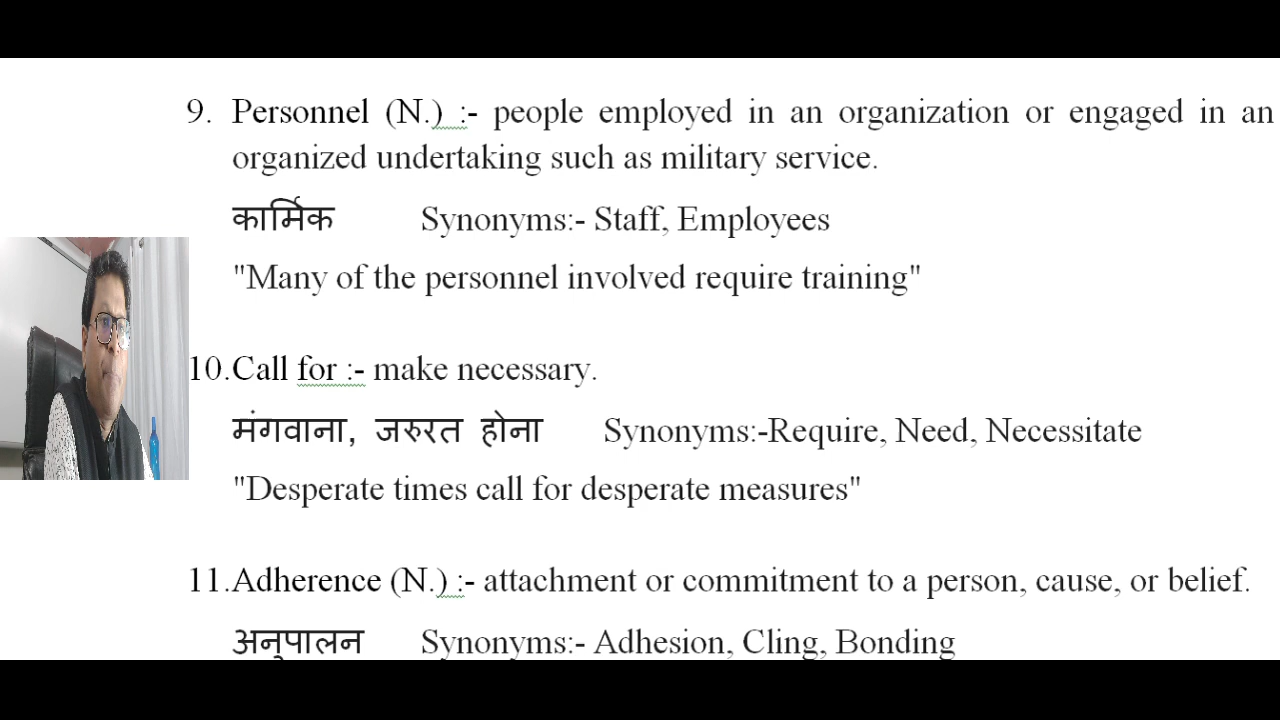 9. Personnel (N.) :- people employed in an organization or engaged in an
organized undertaking such as military service.
कार्मिक Synonyms:- Staff, Employees
"Many of the personnel involved require training"
10.Call for :- make necessary.
मंगवाना, जरुरत होना Synonyms:-Require, Need, Necessitate
"Desperate times call for desperate measures"
11.Adherence (N.) :- attachment or commitment to a person, cause, or belief.
अनुपालन Synonyms:- Adhesion, Cling, Bonding